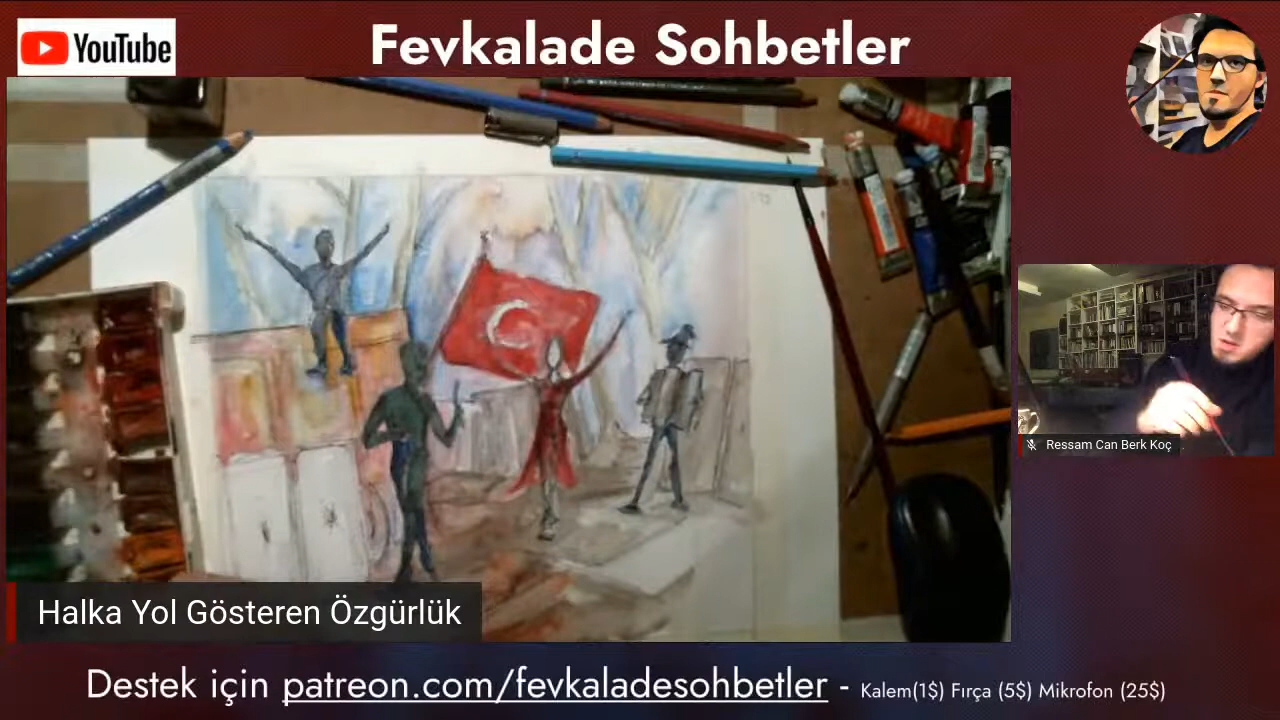 YouTube
Fevkalade Sohbetler
Ressam Can Berk Koç
Halka Yol Gösteren Özgürlük
Destek için patreon.com/fevkaladesohbetler - Kalem(1$) Fırça (5$) Mikrofon (25$)